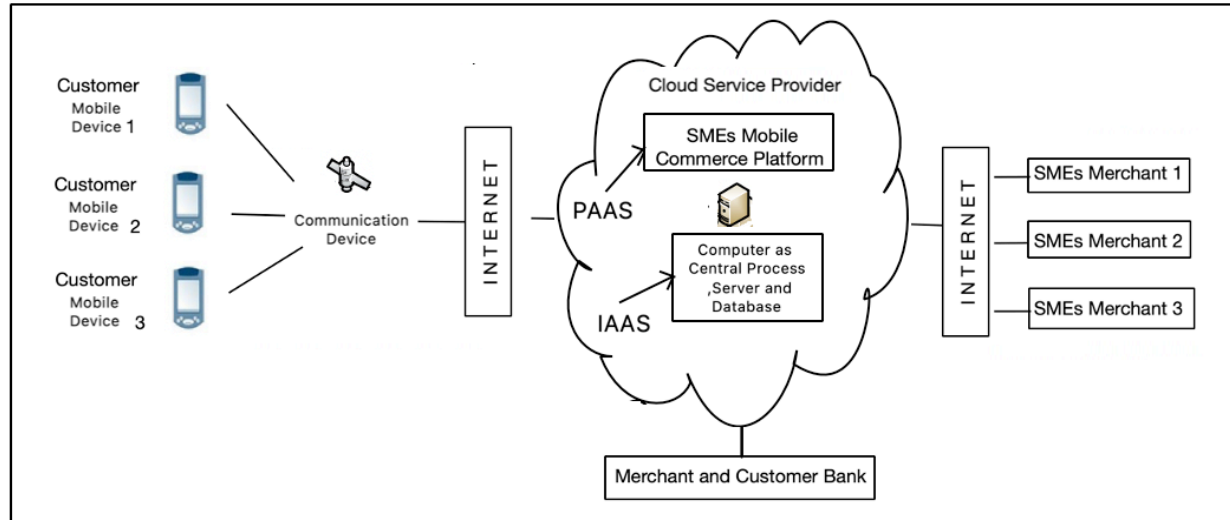 Customer
Mobile
Device 1
Customer
Mobile
Device 2
Customer
Mobile
Device 3
Communication
Device
INTERNET
Cloud Service Provider
SMEs Mobile
Commerce Platform
PAAS
Computer as
Central Process
,Server and
Database
IAAS
INTERNET
SMEs Merchant 1
SMEs Merchant 2
SMEs Merchant 3
Merchant and Customer Bank